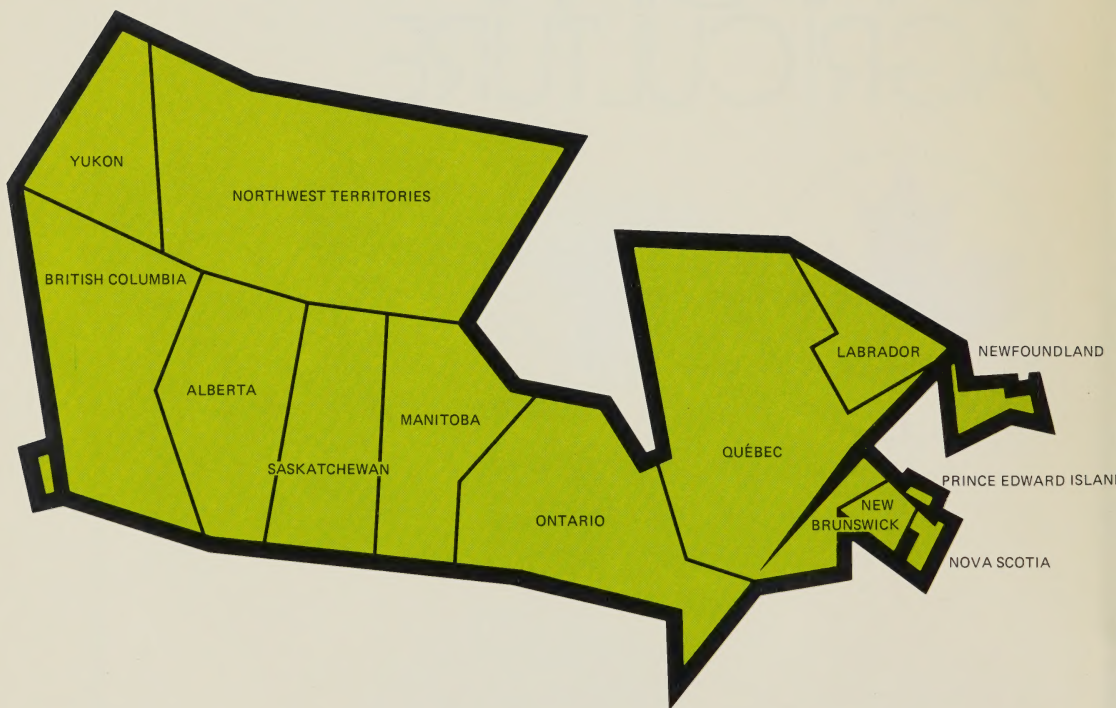 YUKON
NORTHWEST TERRITORIES
BRITISH COLUMBIA
ALBERTA
SASKATCHEWAN
MANITOBA
ONTARIO
QUÉBEC
LABRADOR
NEWFOUNDLAND
PRINCE EDWARD ISLAN
NEW
BRUNSWICK
NOVA SCOTIA